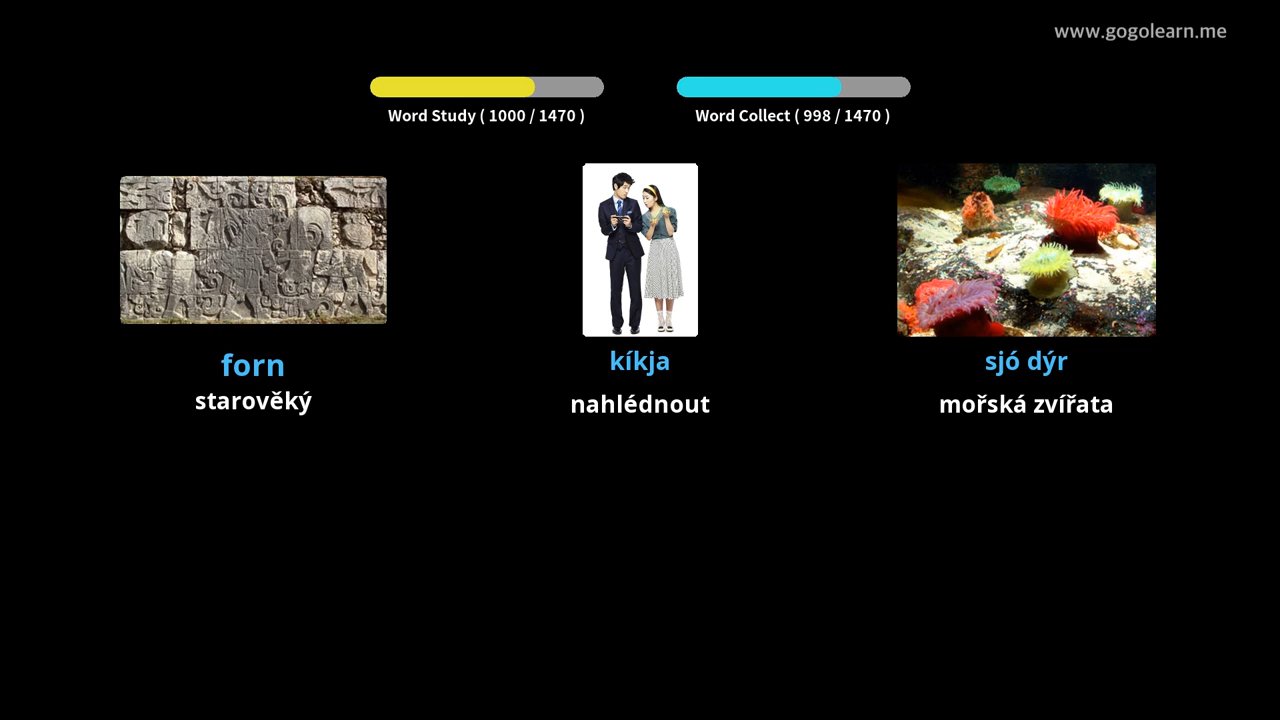 www.gogolearn.me
Word Study ( 1000 / 1470 )
Word Collect ( 998 / 1470 )
forn
starověký
kíkja
nahlédnout
sjó dýr
mořská zvířata